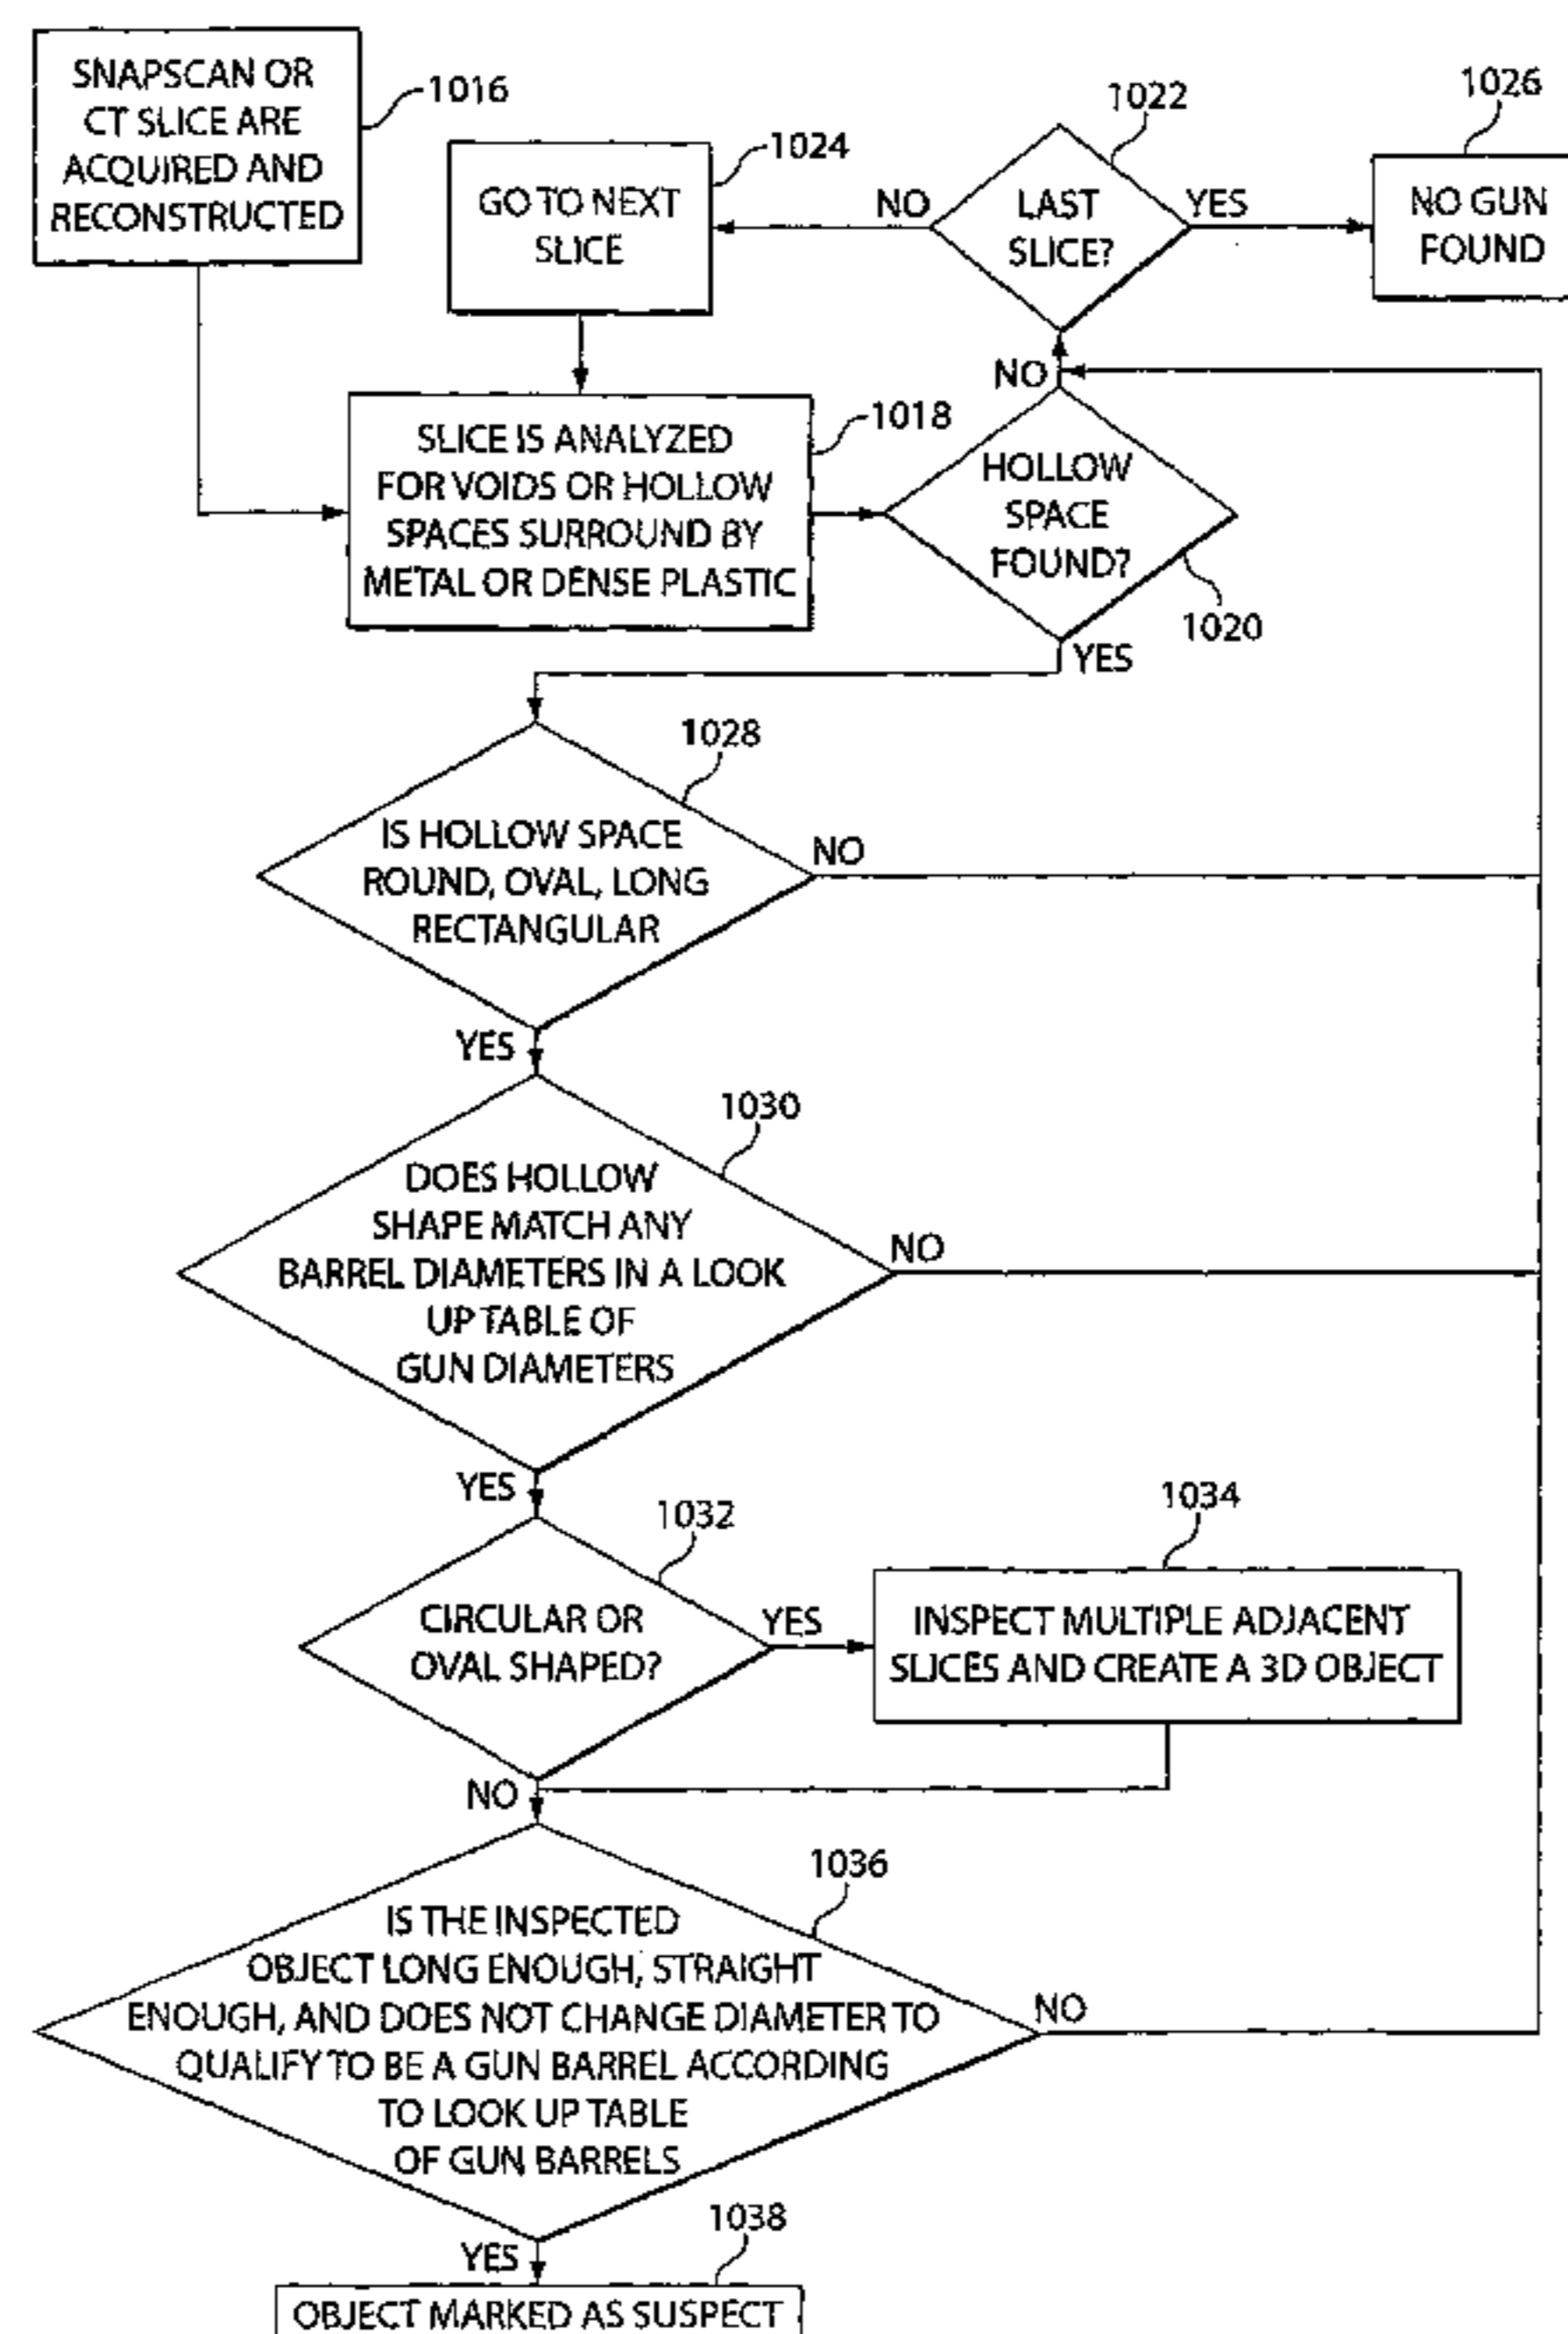 SNAPSCAN OR
CT SLICE ARE
ACQUIRED AND
RECONSTRUCTED
1016
GO TO NEXT
SLICE
1024
NO
LAST
SLICE?
1022
YES
NO GUN
FOUND
1026
NO
SLICE IS ANALYZED
FOR VOIDS OR HOLLOW
SPACES SURROUND BY
METAL OR DENSE PLASTIC
1018
HOLLOW
SPACE
FOUND?
1020
YES
1028
IS HOLLOW SPACE
ROUND, OVAL, LONG
RECTANGULAR
NO
YES
1030
DOES HOLLOW
SHAPE MATCH ANY
BARREL DIAMETERS IN A LOOK
UP TABLE OF
GUN DIAMETERS
NO
YES
1032
CIRCULAR OR
OVAL SHAPED?
YES
1034
INSPECT MULTIPLE ADJACENT
SLICES AND CREATE A 3D OBJECT
NO
1036
IS THE INSPECTED
OBJECT LONG ENOUGH, STRAIGHT
ENOUGH, AND DOES NOT CHANGE DIAMETER TO
QUALIFY TO BE A GUN BARREL ACCORDING
TO LOOK UP TABLE
OF GUN BARRELS
NO
YES
1038
OBJECT MARKED AS SUSPECT